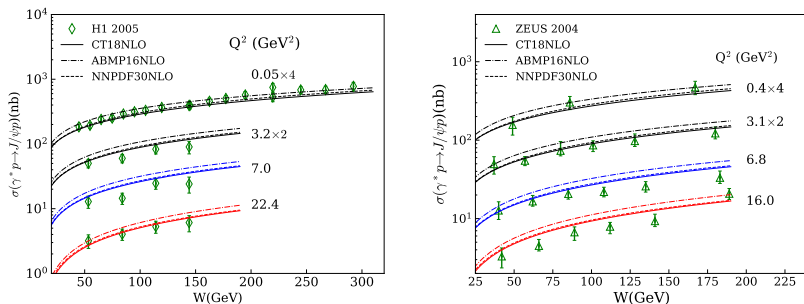 H1 2005
CT18NLO
ABMP16NLO
NNPDF30NLO
Q² (GeV²)
0.05×4
3.2×2
7.0
22.4
10⁴
10³
10²
10¹
10⁰
σ(γ* p→J/ψp)(nb)
50 100 150 200 250 300
W(GeV)
ZEUS 2004
CT18NLO
ABMP16NLO
NNPDF30NLO
Q² (GeV²)
0.4×4
3.1×2
6.8
16.0
10³
10²
10¹
σ(γ* p→J/ψp)(nb)
25 50 75 100 125 150 175 200 225
W(GeV)